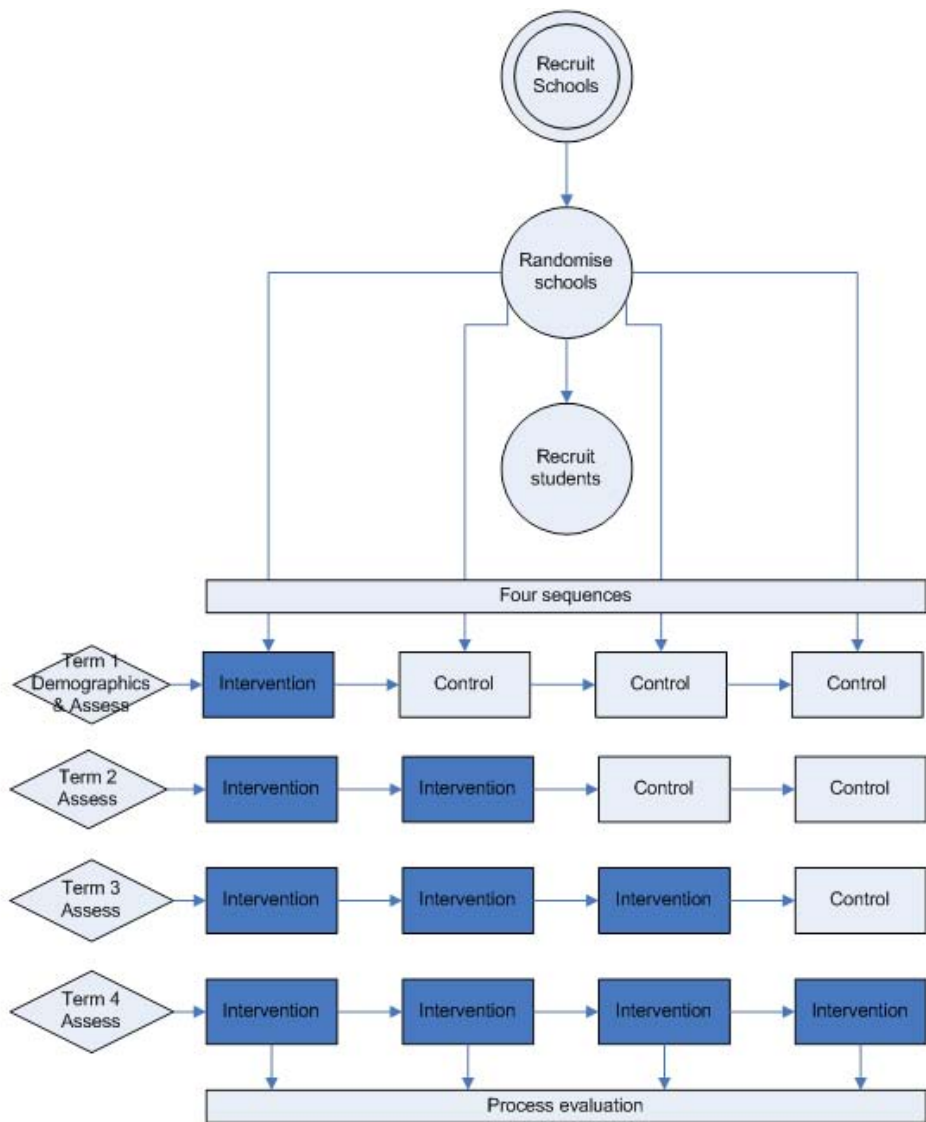 Recruit
Schools
Randomise
schools
Recruit
students
Four sequences
Term 1
Demographics
& Assess
Intervention
Control
Control
Control
Term 2
Assess
Intervention
Intervention
Control
Control
Term 3
Assess
Intervention
Intervention
Intervention
Control
Term 4
Assess
Intervention
Intervention
Intervention
Intervention
Process evaluation